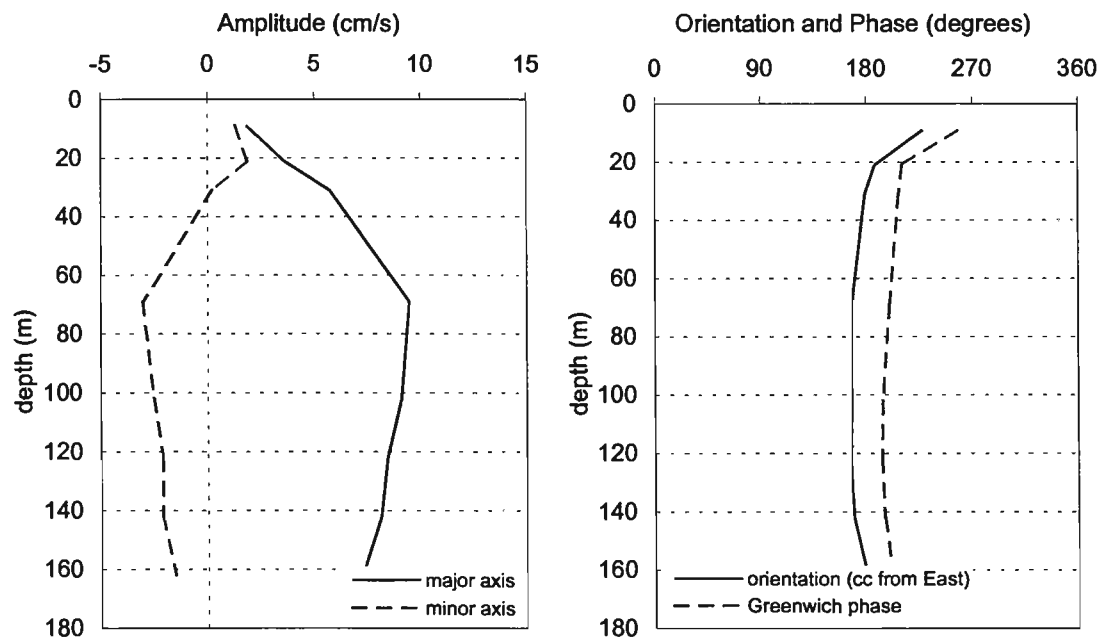 Amplitude (cm/s)
-5 0 5 10 15
0
20
40
60
80
100
120
140
160
180
depth (m)
major axis
minor axis
Orientation and Phase (degrees)
0 90 180 270 360
0
20
40
60
80
100
120
140
160
180
depth (m)
orientation (cc from East)
Greenwich phase